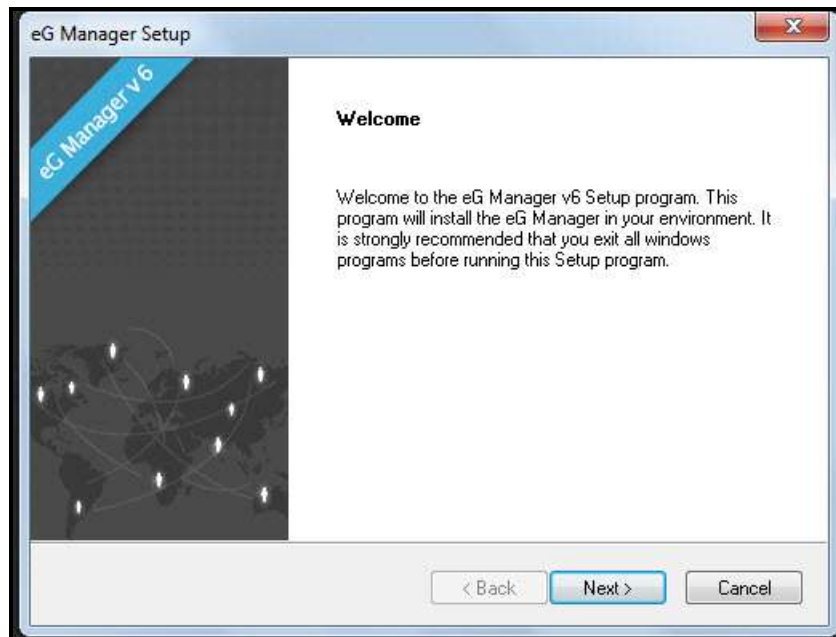 eG Manager Setup
eG Manager v 6
Welcome
Welcome to the eG Manager v6 Setup program. This
program will install the eG Manager in your environment. It
is strongly recommended that you exit all windows
programs before running this Setup program.
< Back
Next >
Cancel